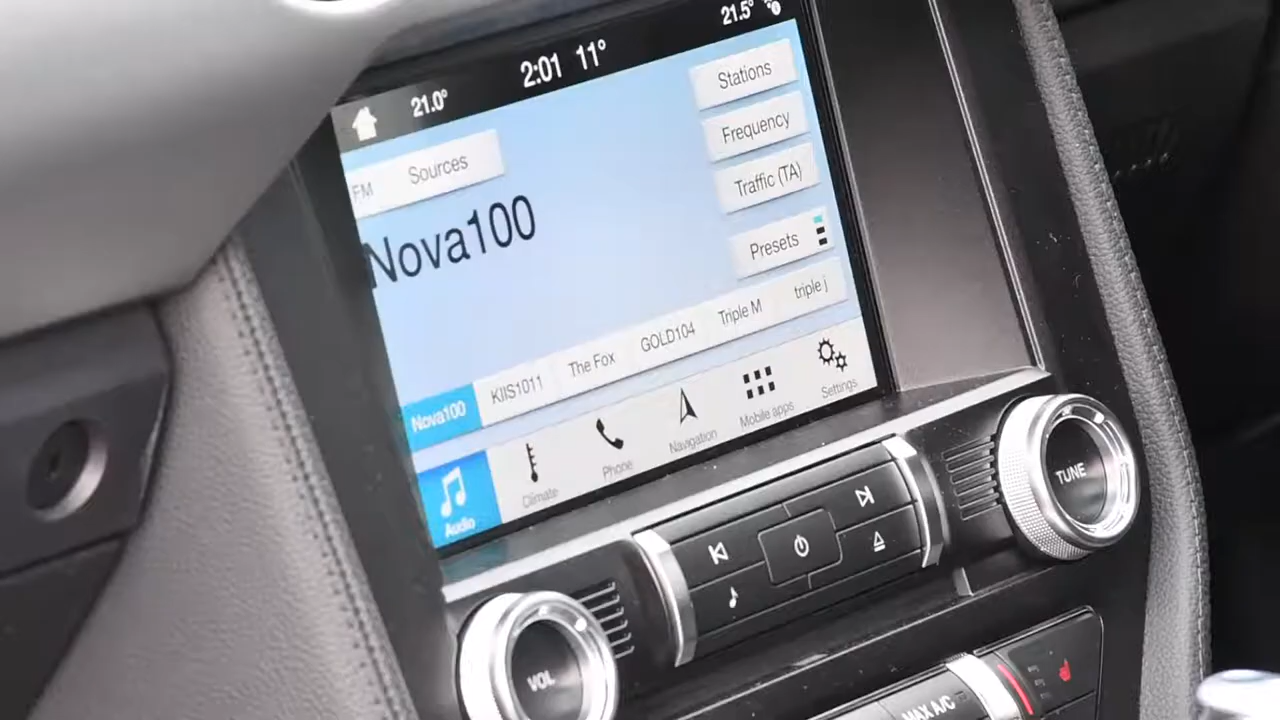 21.0° 2:01 11° 21.5°
FM Sources
Stations
Frequency
Traffic (TA)
Presets
Nova100
Nova100 KIIS1011 The Fox GOLD104 Triple M triple j
Audio Climate Phone Navigation Mobile apps Settings
VOL
TUNE
MAX A/C